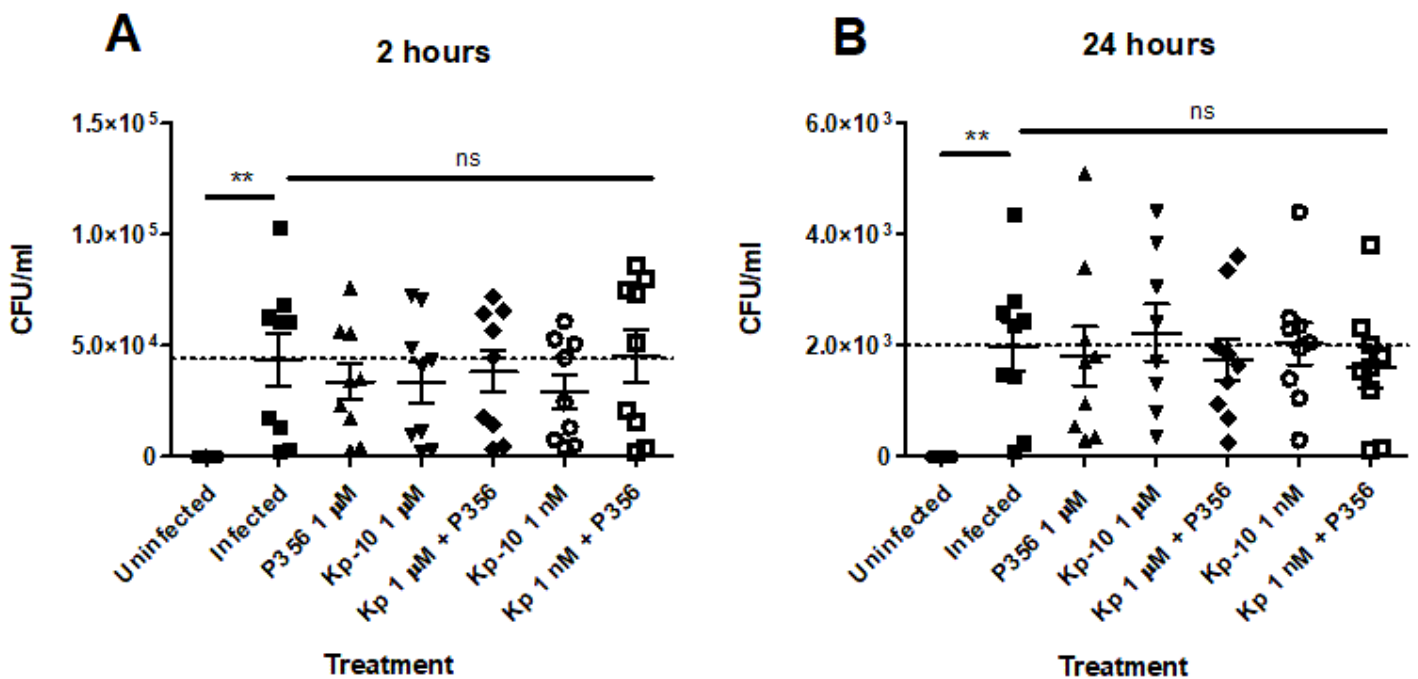 A
2 hours
CFU/ml
1.5×10⁵
1.0×10⁵
5.0×10⁴
0
**
ns
Uninfected
Infected
P356 1 µM
Kp-10 1 µM
Kp 1 µM + P356
Kp-10 1 nM
Kp 1 nM + P356
Treatment
B
24 hours
CFU/ml
6.0×10³
4.0×10³
2.0×10³
0
**
ns
Uninfected
Infected
P356 1 µM
Kp-10 1 µM
Kp 1 µM + P356
Kp-10 1 nM
Kp 1 nM + P356
Treatment